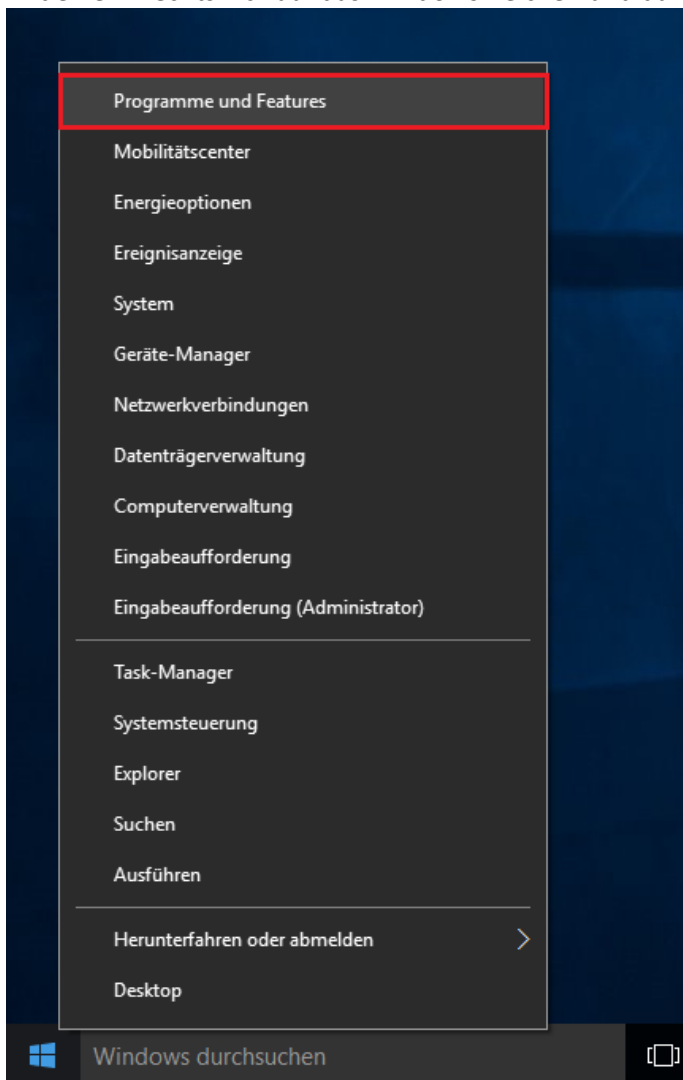 Programme und Features
Mobilitätscenter
Energieoptionen
Ereignisanzeige
System
Geräte-Manager
Netzwerkverbindungen
Datenträgerverwaltung
Computerverwaltung
Eingabeaufforderung
Eingabeaufforderung (Administrator)
Task-Manager
Systemsteuerung
Explorer
Suchen
Ausführen
Herunterfahren oder abmelden
Desktop
Windows durchsuchen